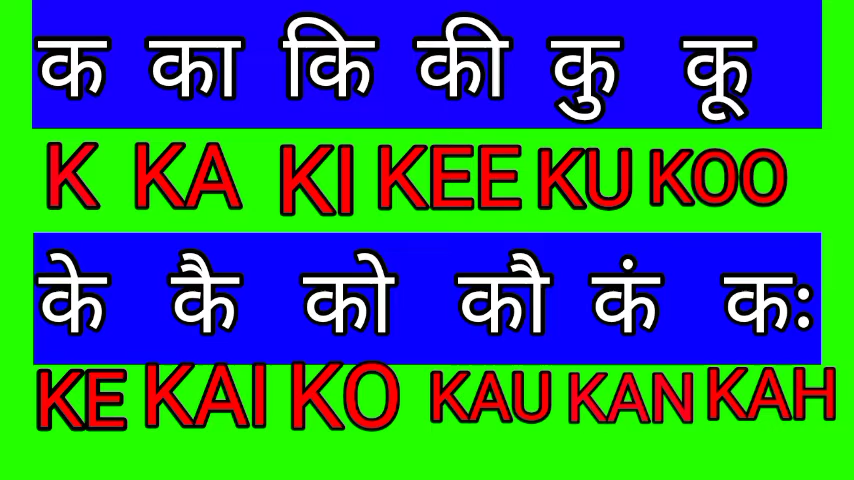 क का कि की कु कू
K KA KI KEE KU KOO
के कै को कौ कं कः
KE KAI KO KAU KAN KAH